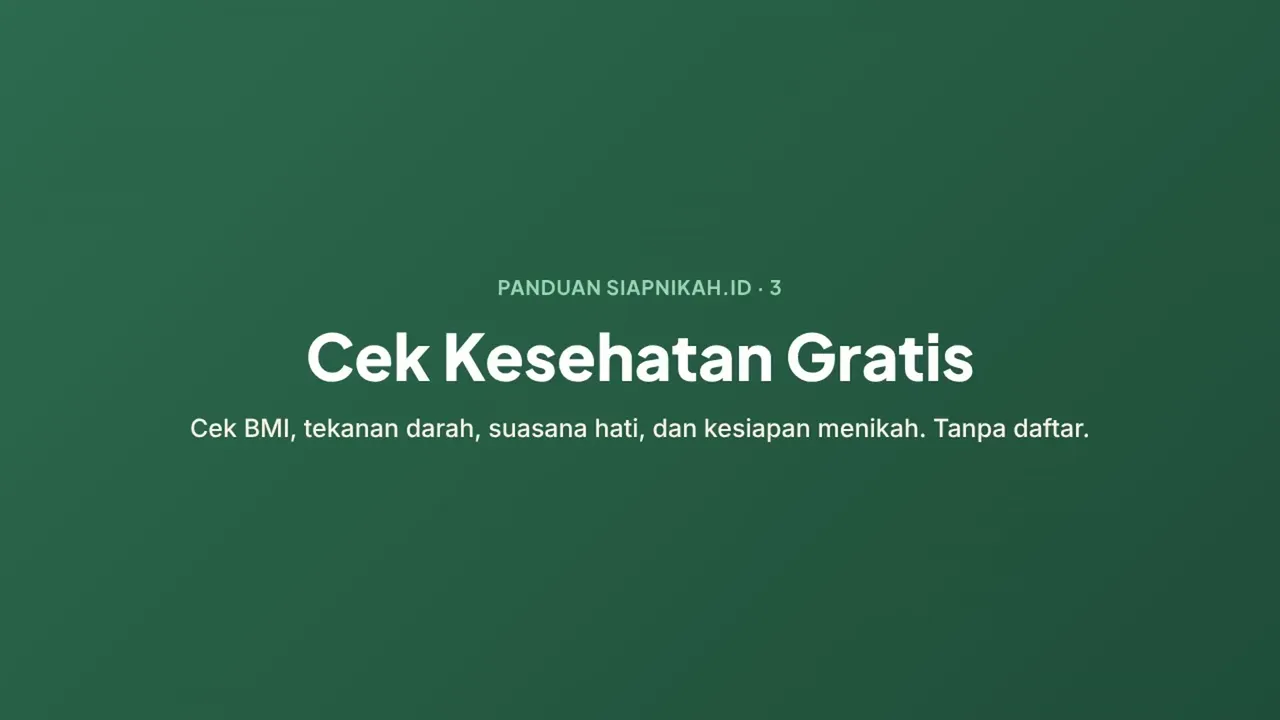 PANDUAN SIAPNIKAH.ID · 3
Cek Kesehatan Gratis
Cek BMI, tekanan darah, suasana hati, dan kesiapan menikah. Tanpa daftar.